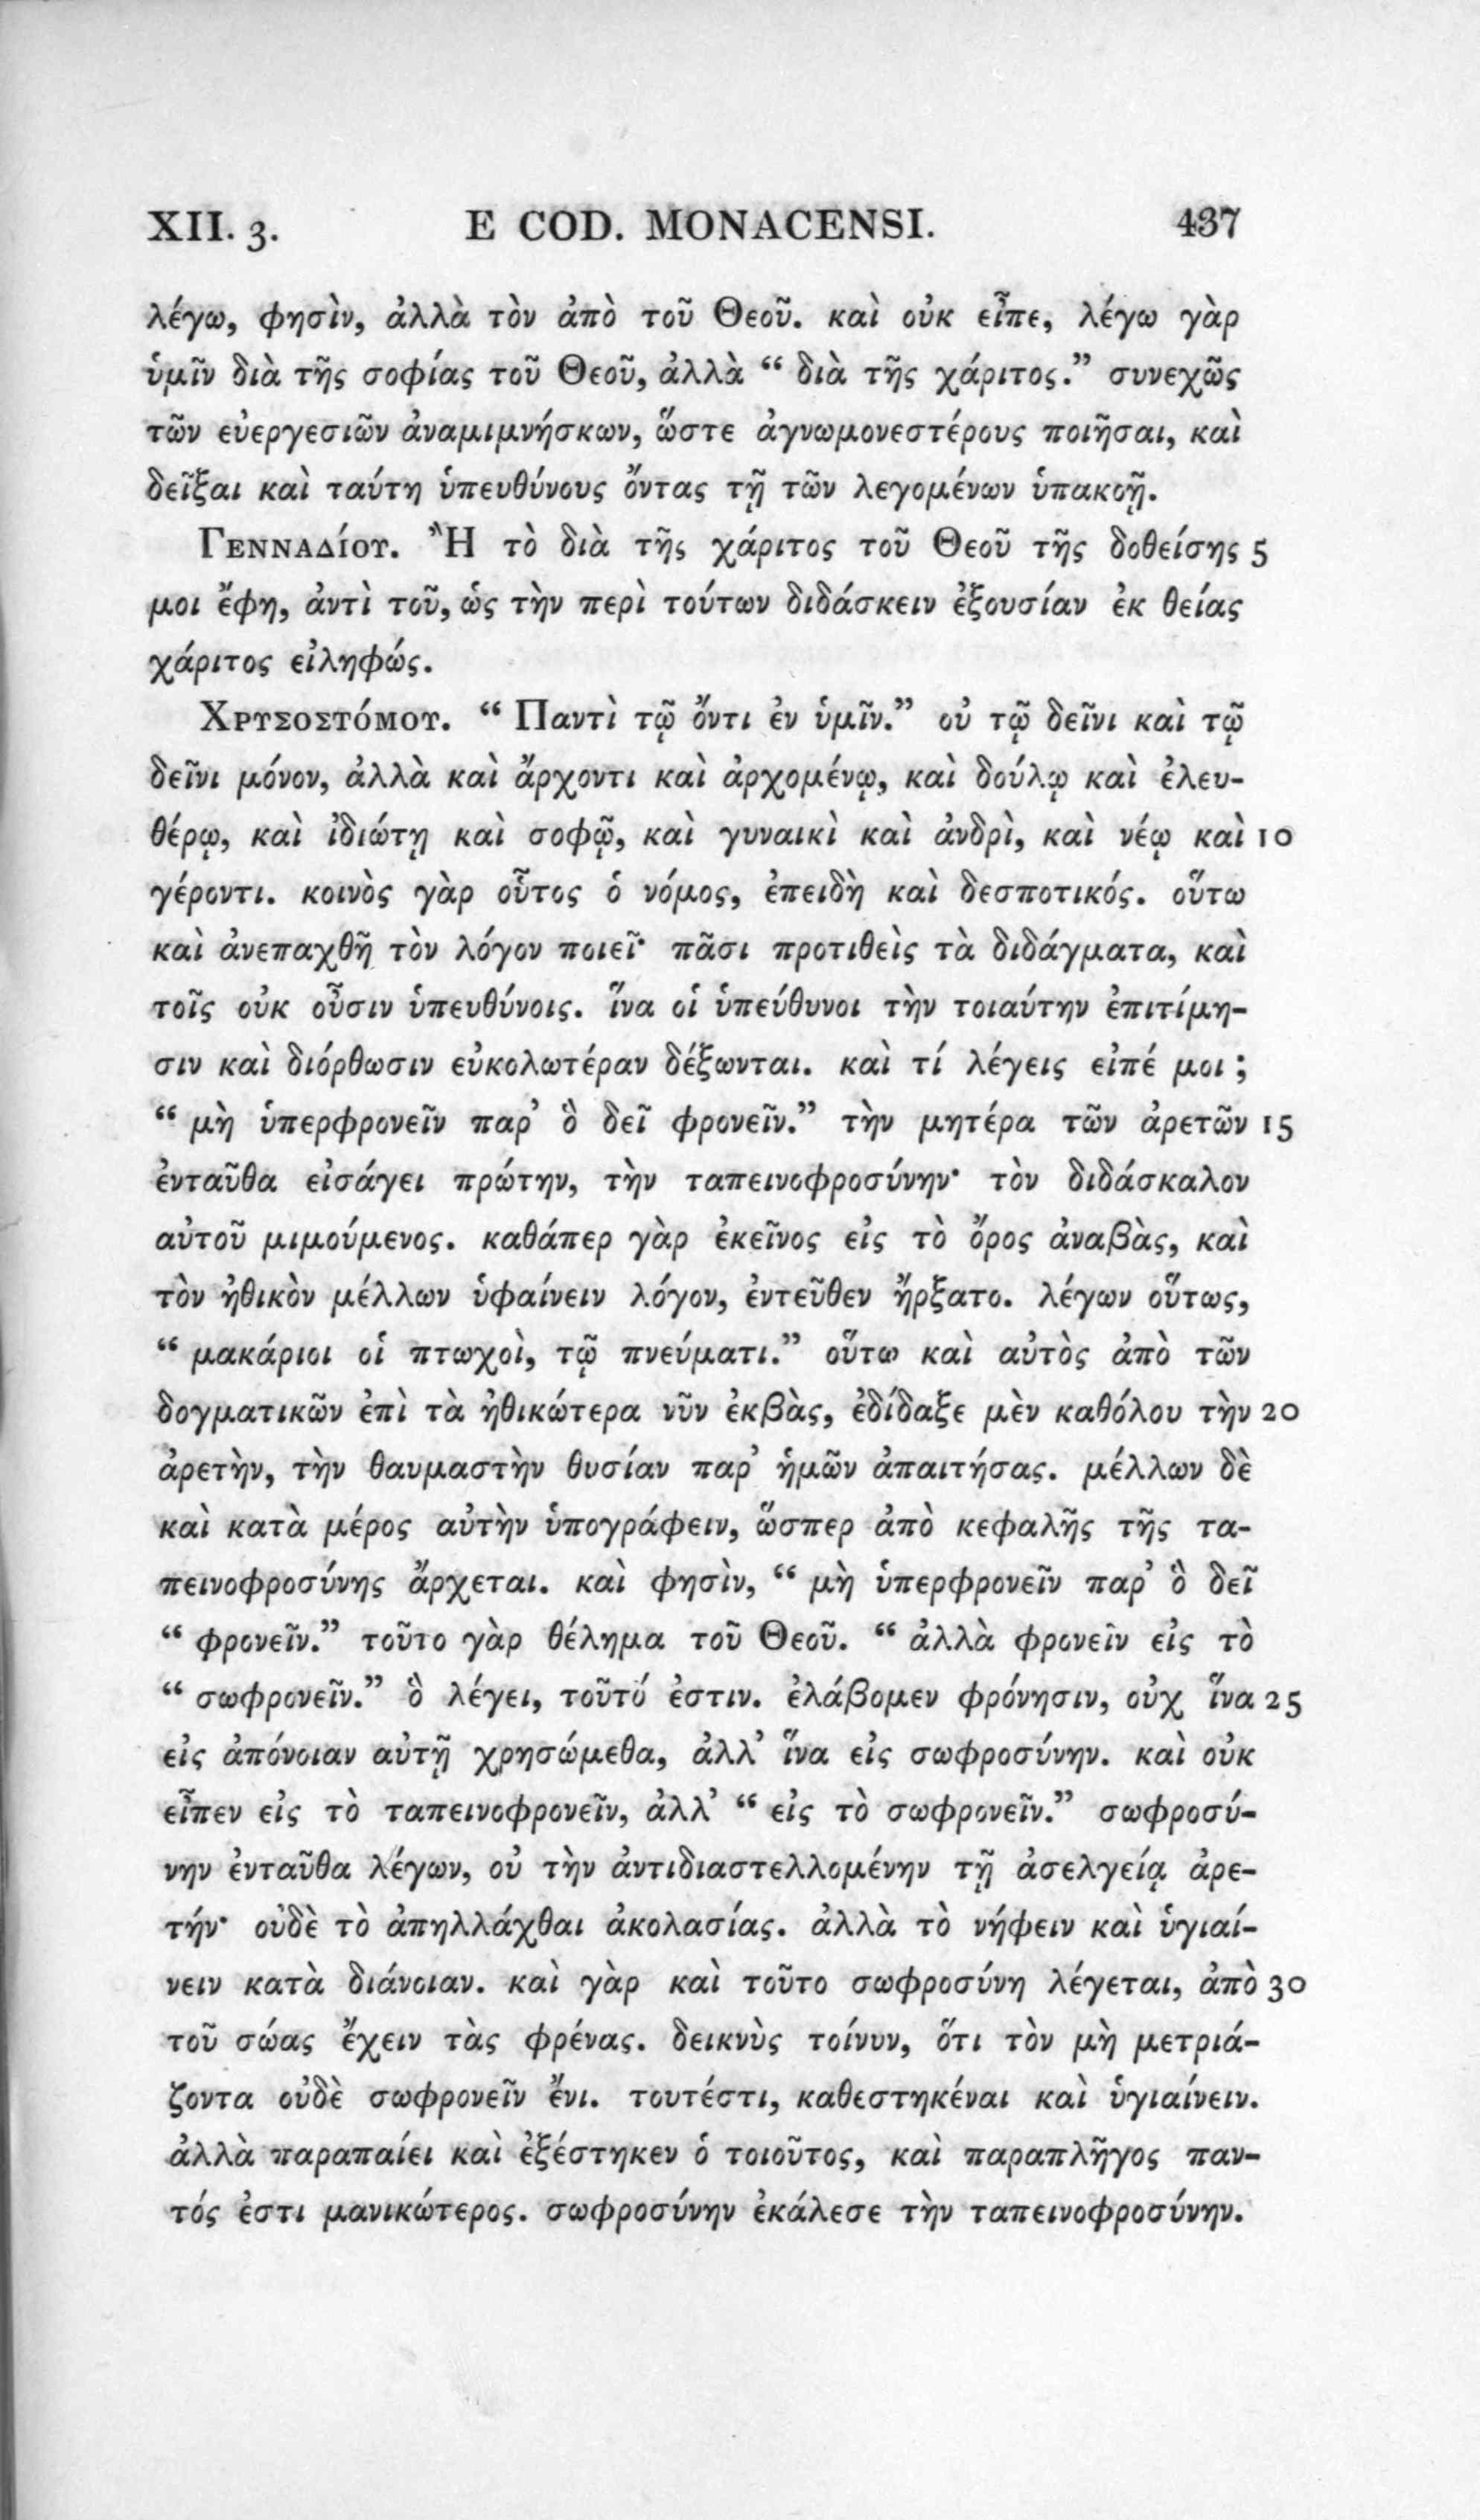 XII. 3. E COD. MONACENSI. 437
λέγω, φησὶν, ἀλλὰ τὸν ἀπὸ τοῦ Θεοῦ. καὶ οὐκ εἶπε, λέγω γὰρ
ὑμῖν διὰ τῆς σοφίας τοῦ Θεοῦ, ἀλλὰ “ διὰ τῆς χάριτος.” συνεχῶς
τῶν εὐεργεσιῶν ἀναμιμνήσκων, ὥστε ἀγνωμονεστέρους ποιῆσαι, καὶ
δεῖξαι καὶ ταύτη ὑπευθύνους ὄντας τῇ τῶν λεγομένων ὑπακοῇ.
Γενναδίου. Ἢ τὸ διὰ τῆς χάριτος τοῦ Θεοῦ τῆς δοθείσης 5
μοι ἔφη, ἀντὶ τοῦ, ὡς τὴν περὶ τούτων διδάσκειν ἐξουσίαν ἐκ θείας
χάριτος εἰληφώς.
Χρυσοστόμου. “ Παντὶ τῷ ὄντι ἐν ὑμῖν.” οὐ τῷ δεῖνι καὶ τῷ
δεῖνι μόνον, ἀλλὰ καὶ ἄρχοντι καὶ ἀρχομένῳ, καὶ δούλῳ καὶ ἐλευ-
θέρῳ, καὶ ἰδιώτῃ καὶ σοφῷ, καὶ γυναικὶ καὶ ἀνδρὶ, καὶ νέῳ καὶ 10
γέροντι. κοινὸς γὰρ οὗτος ὁ νόμος, ἐπειδὴ καὶ δεσποτικός. οὕτω
καὶ ἀνεπαχθῆ τὸν λόγον ποιεῖ· πᾶσι προτιθεὶς τὰ διδάγματα, καὶ
τοῖς οὐκ οὖσιν ὑπευθύνοις. ἵνα οἱ ὑπεύθυνοι τὴν τοιαύτην ἐπιτίμη-
σιν καὶ διόρθωσιν εὐκολωτέραν δέξωνται. καὶ τί λέγεις εἰπέ μοι ;
“ μὴ ὑπερφρονεῖν παρ’ ὃ δεῖ φρονεῖν.” τὴν μητέρα τῶν ἀρετῶν 15
ἐνταῦθα εἰσάγει πρώτην, τὴν ταπεινοφροσύνην· τὸν διδάσκαλον
αὐτοῦ μιμούμενος. καθάπερ γὰρ ἐκεῖνος εἰς τὸ ὄρος ἀναβὰς, καὶ
τὸν ἠθικὸν μέλλων ὑφαίνειν λόγον, ἐντεῦθεν ἤρξατο. λέγων οὕτως,
“ μακάριοι οἱ πτωχοὶ, τῷ πνεύματι.” οὕτω καὶ αὐτὸς ἀπὸ τῶν
δογματικῶν ἐπὶ τὰ ἠθικώτερα νῦν ἐκβὰς, ἐδίδαξε μὲν καθόλου τὴν 20
ἀρετὴν, τὴν θαυμαστὴν θυσίαν παρ’ ἡμῶν ἀπαιτήσας. μέλλων δὲ
καὶ κατὰ μέρος αὐτὴν ὑπογράφειν, ὥσπερ ἀπὸ κεφαλῆς τῆς τα-
πεινοφροσύνης ἄρχεται. καὶ φησὶν, “ μὴ ὑπερφρονεῖν παρ’ ὃ δεῖ
“ φρονεῖν.” τοῦτο γὰρ θέλημα τοῦ Θεοῦ. “ ἀλλὰ φρονεῖν εἰς τὸ
“ σωφρονεῖν.” ὃ λέγει, τοῦτό ἐστιν. ἐλάβομεν φρόνησιν, οὐχ ἵνα 25
εἰς ἀπόνοιαν αὐτῇ χρησώμεθα, ἀλλ’ ἵνα εἰς σωφροσύνην. καὶ οὐκ
εἶπεν εἰς τὸ ταπεινοφρονεῖν, ἀλλ’ “ εἰς τὸ σωφρονεῖν.” σωφροσύ-
νην ἐνταῦθα λέγων, οὐ τὴν ἀντιδιαστελλομένην τῇ ἀσελγείᾳ ἀρε-
τήν· οὐδὲ τὸ ἀπηλλάχθαι ἀκολασίας. ἀλλὰ τὸ νήφειν καὶ ὑγιαί-
νειν κατὰ διάνοιαν. καὶ γὰρ καὶ τοῦτο σωφροσύνη λέγεται, ἀπὸ 30
τοῦ σώας ἔχειν τὰς φρένας. δεικνὺς τοίνυν, ὅτι τὸν μὴ μετριά-
ζοντα οὐδὲ σωφρονεῖν ἔνι. τουτέστι, καθεστηκέναι καὶ ὑγιαίνειν.
ἀλλὰ παραπαίει καὶ ἐξέστηκεν ὁ τοιοῦτος, καὶ παραπλῆγος παν-
τός ἐστι μανικώτερος. σωφροσύνην ἐκάλεσε τὴν ταπεινοφροσύνην.